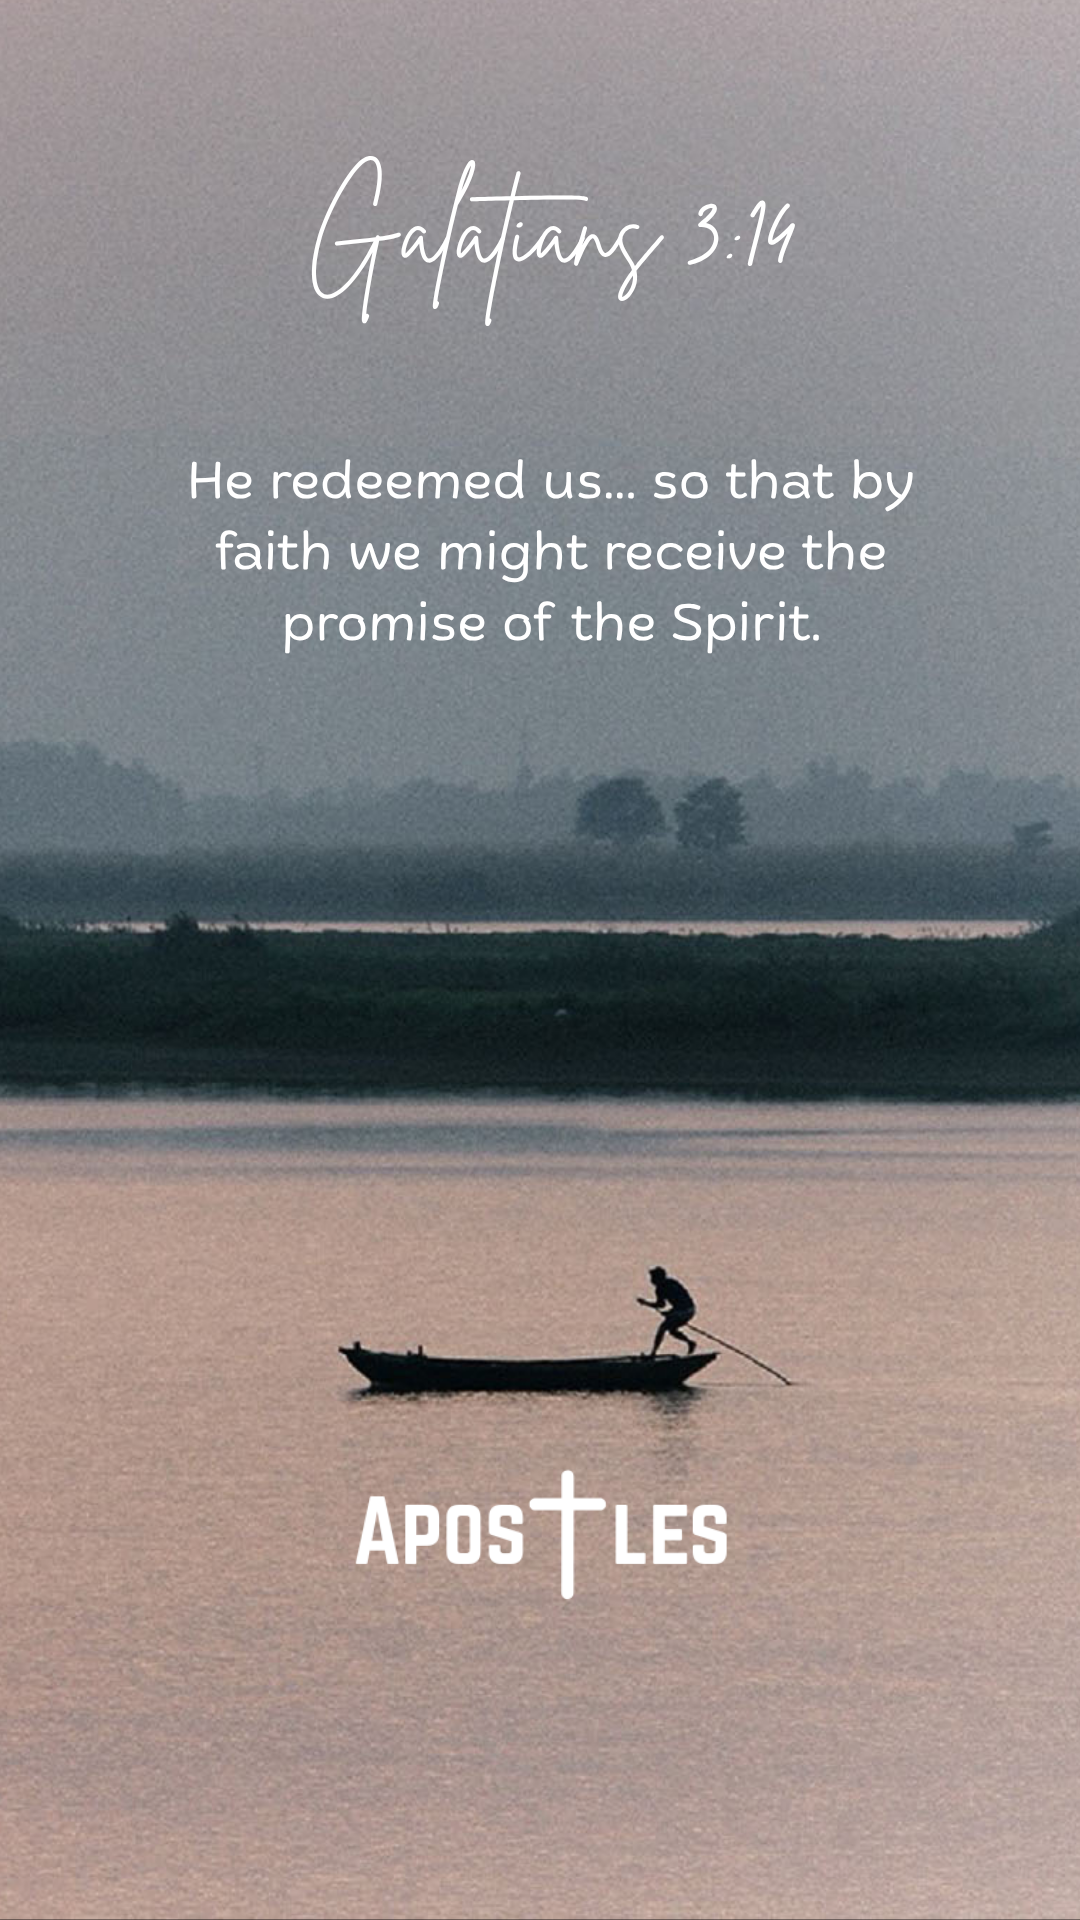 Galatians 3:14
He redeemed us... so that by
faith we might receive the
promise of the Spirit.
APOSTLES